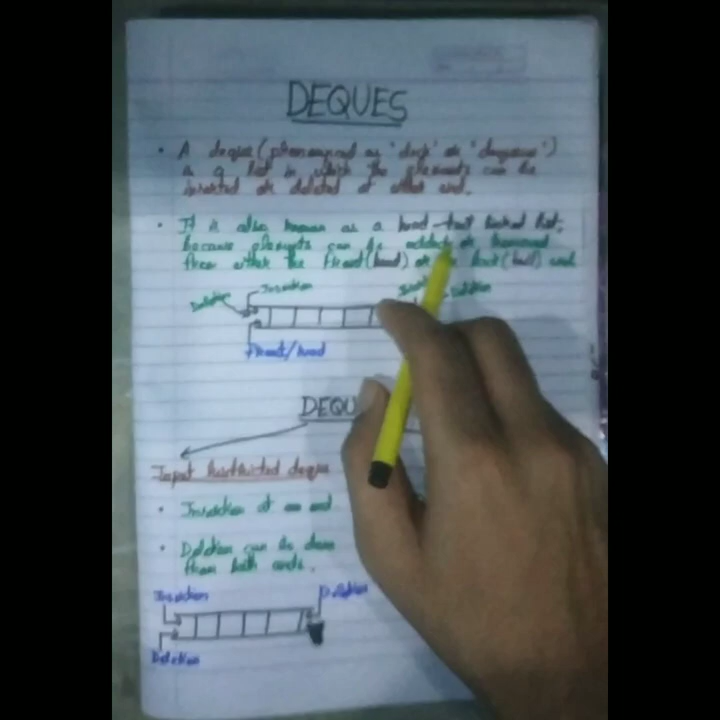 DEQUES
• A deque (pronounced as 'deck' or 'dequeue')
is a list in which the elements can be
inserted or deleted at either end.
• It is also known as a head-tail linked list,
because elements can be added or removed
from either the front (head) or back (tail) end
Deletion Insertion Deletion
Front/head
DEQU
Input restricted deque
• Insertion at one end
• Deletion can be done
from both ends.
Insertion Deletion
Deletion